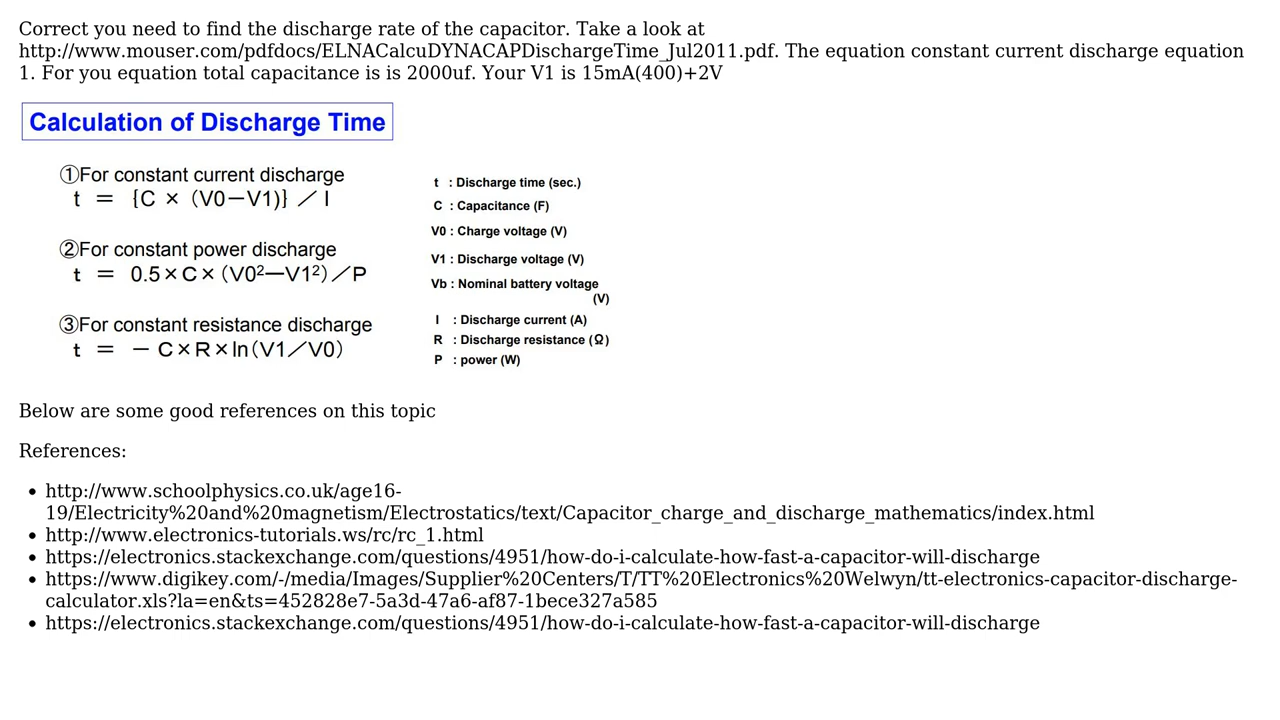 Correct you need to find the discharge rate of the capacitor. Take a look at
http://www.mouser.com/pdfdocs/ELNACalcuDYNACAPDischargeTime_Jul2011.pdf. The equation constant current discharge equation
1. For you equation total capacitance is is 2000uf. Your V1 is 15mA(400)+2V
Calculation of Discharge Time
①For constant current discharge
t = {C × (V0－V1)} ／ I
②For constant power discharge
t = 0.5×C×(V0²—V1²)／P
③For constant resistance discharge
t = － C×R×ln(V1／V0)
t : Discharge time (sec.)
C : Capacitance (F)
V0 : Charge voltage (V)
V1 : Discharge voltage (V)
Vb : Nominal battery voltage
(V)
I : Discharge current (A)
R : Discharge resistance (Ω)
P : power (W)
Below are some good references on this topic
References:
• http://www.schoolphysics.co.uk/age16-
19/Electricity%20and%20magnetism/Electrostatics/text/Capacitor_charge_and_discharge_mathematics/index.html
• http://www.electronics-tutorials.ws/rc/rc_1.html
• https://electronics.stackexchange.com/questions/4951/how-do-i-calculate-how-fast-a-capacitor-will-discharge
• https://www.digikey.com/-/media/Images/Supplier%20Centers/T/TT%20Electronics%20Welwyn/tt-electronics-capacitor-discharge-
calculator.xls?la=en&ts=452828e7-5a3d-47a6-af87-1bece327a585
• https://electronics.stackexchange.com/questions/4951/how-do-i-calculate-how-fast-a-capacitor-will-discharge